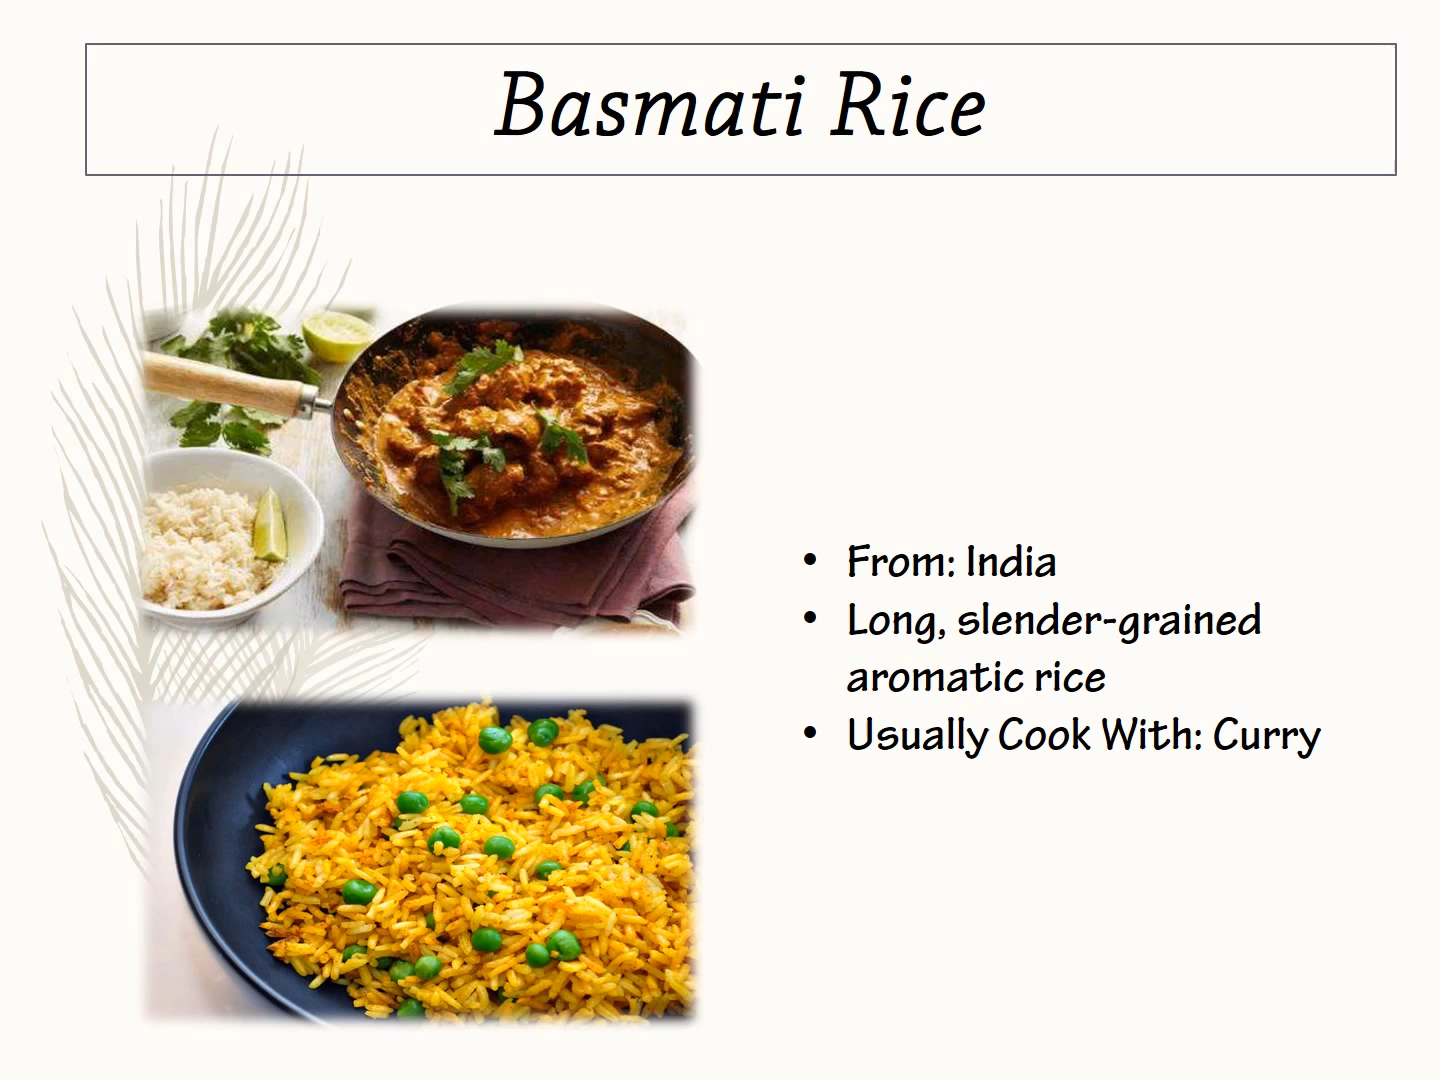 Basmati Rice
• From: India
• Long, slender-grained
aromatic rice
• Usually Cook With: Curry